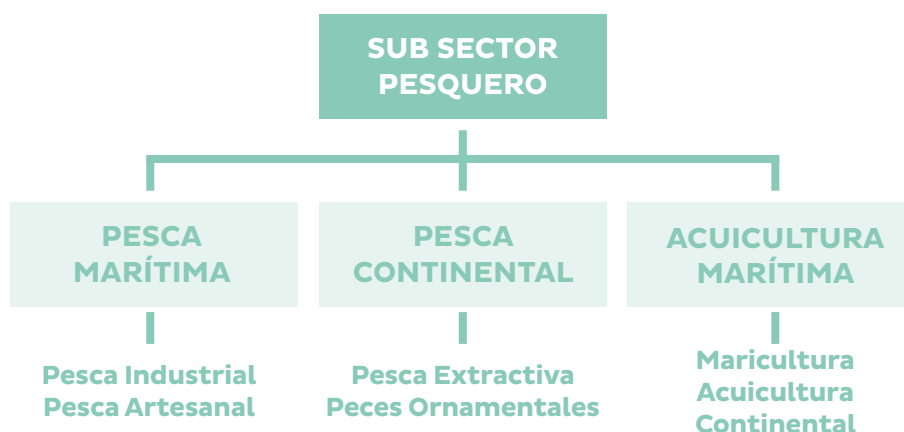 SUB SECTOR
PESQUERO
PESCA
MARÍTIMA
PESCA
CONTINENTAL
ACUICULTURA
MARÍTIMA
Pesca Industrial
Pesca Artesanal
Pesca Extractiva
Peces Ornamentales
Maricultura
Acuicultura
Continental